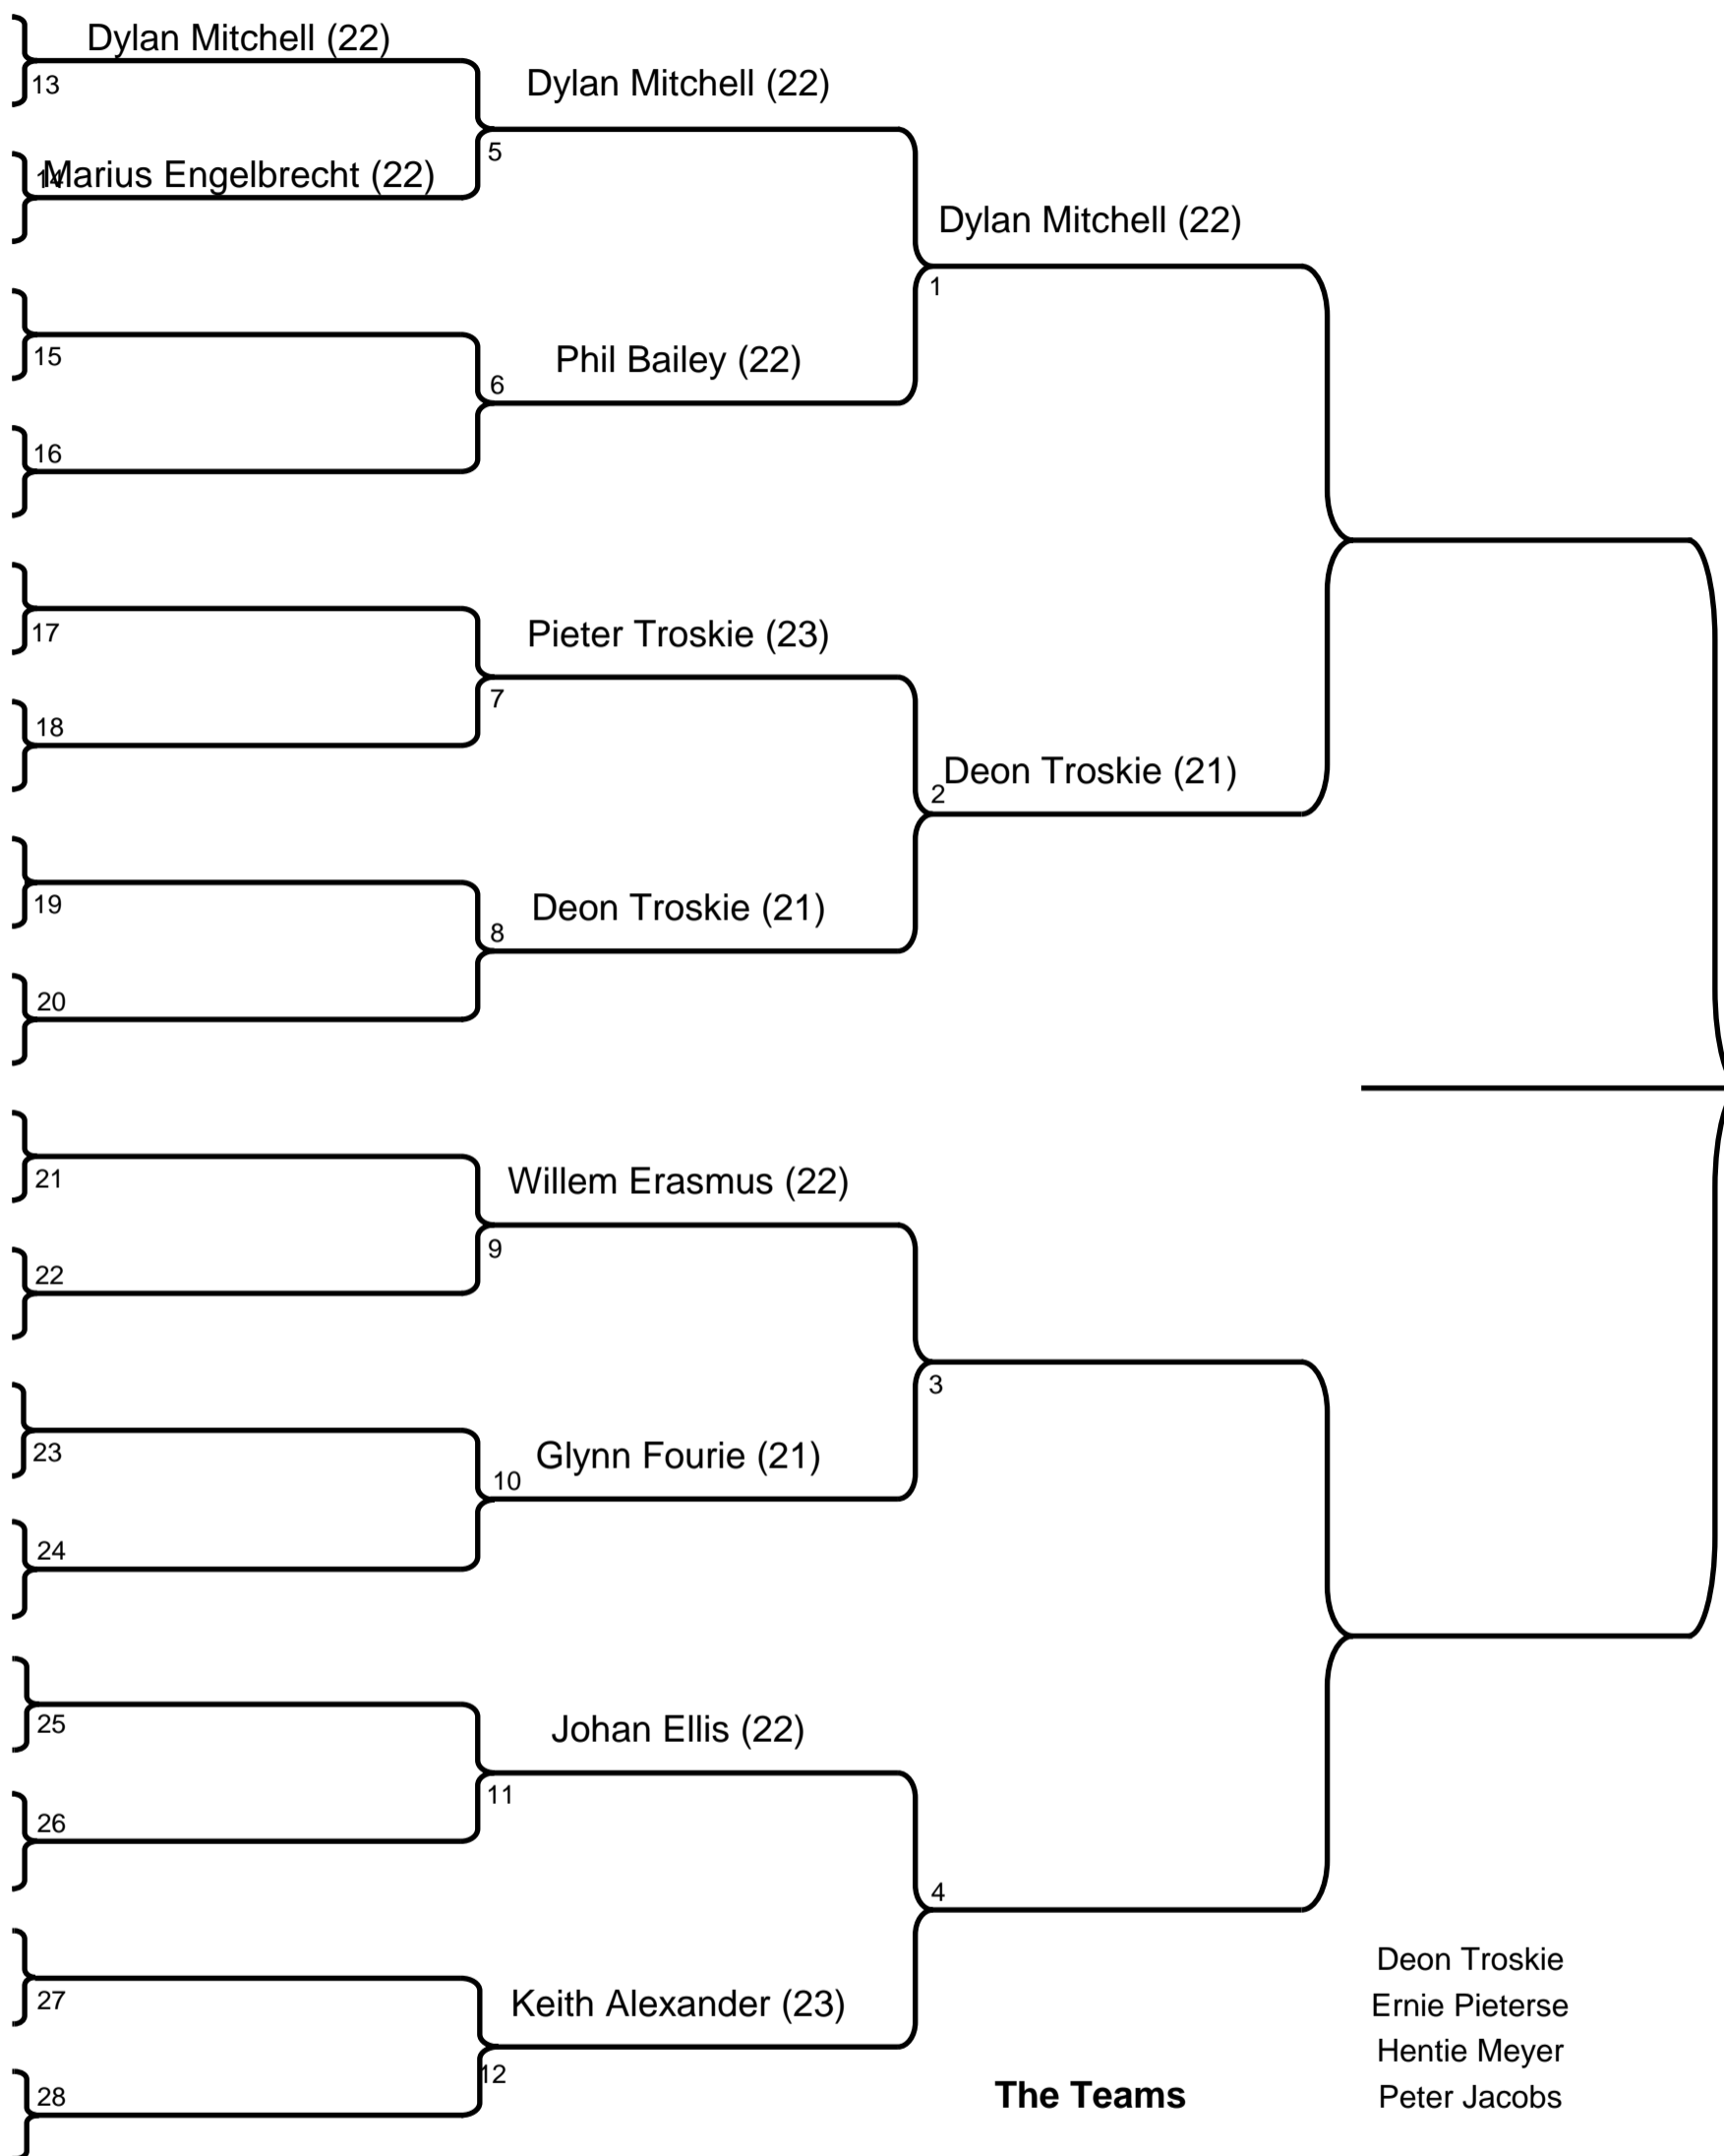 Dylan Mitchell (22)
13
Dylan Mitchell (22)
5
14
Marius Engelbrecht (22)
Dylan Mitchell (22)
1
15
Phil Bailey (22)
6
16
17
Pieter Troskie (23)
7
18
Deon Troskie (21)
2
19
Deon Troskie (21)
8
20
21
Willem Erasmus (22)
9
22
3
23
Glynn Fourie (21)
10
24
25
Johan Ellis (22)
11
26
4
27
Keith Alexander (23)
12
28
The Teams
Deon Troskie
Ernie Pieterse
Hentie Meyer
Peter Jacobs